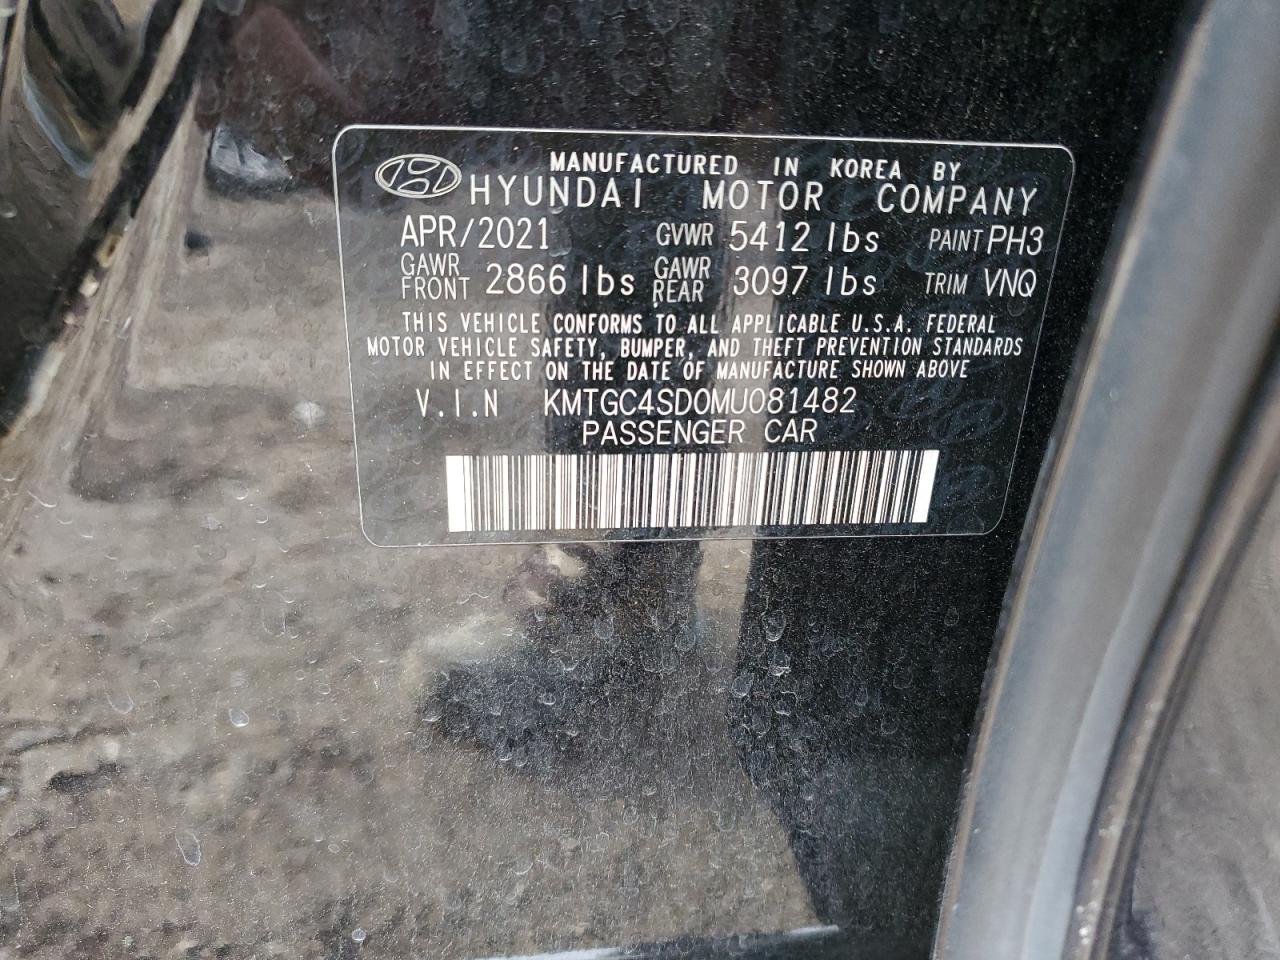 MANUFACTURED IN KOREA BY
HYUNDAI MOTOR COMPANY
APR/2021 GVWR 5412 lbs PAINT PH3
GAWR FRONT 2866 lbs GAWR REAR 3097 lbs TRIM VNQ
THIS VEHICLE CONFORMS TO ALL APPLICABLE U.S.A. FEDERAL
MOTOR VEHICLE SAFETY, BUMPER, AND THEFT PREVENTION STANDARDS
IN EFFECT ON THE DATE OF MANUFACTURE SHOWN ABOVE
V.I.N KMTGC4SD0MU081482
PASSENGER CAR